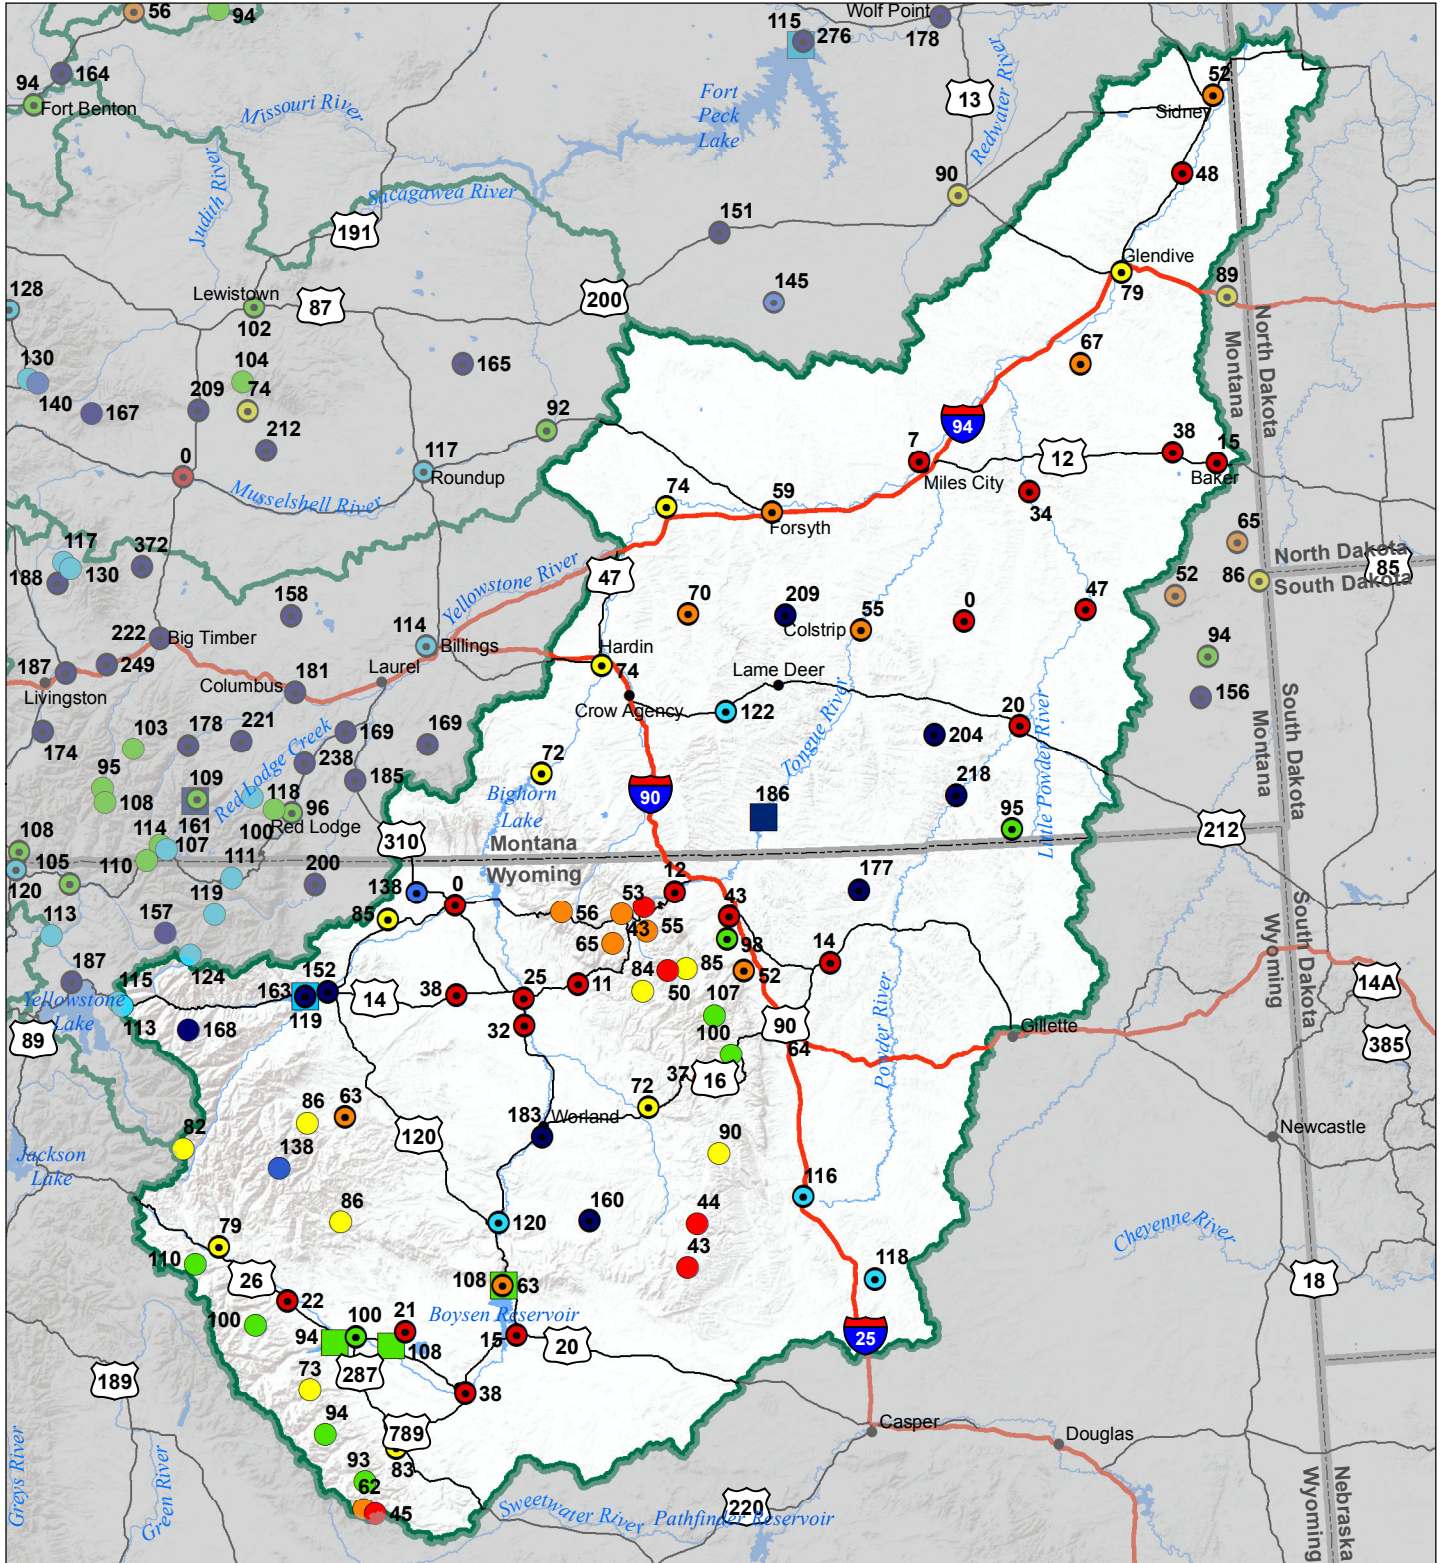 56
94
115
276
Wolf Point
178
52
164
94
Fort Benton
Missouri River
Fort
Peck
Lake
13
Redwater River
Sidney
48
Judith River
Sacagawea River
90
191
151
Glendive
79
89
128
Lewistown
102
87
200
145
North Dakota
Montana
130
140
104
74
209
167
212
165
67
92
94
0
117
Roundup
Musselshell River
7
12
38
15
Miles City
Baker
34
74
59
Forsyth
65
117
130
188
372
47
Yellowstone River
North Dakota
South Dakota
85
86
52
158
70
209
Colstrip
55
0
47
222
Big Timber
114
Billings
Hardin
74
94
187
249
Livingston
Columbus
181
Laurel
Lame Deer
Crow Agency
122
20
156
South Dakota
Montana
174
103
178
221
169
169
204
Tongue River
Little Powder River
95
108
238
185
72
Bighorn
Lake
90
218
186
Red Lodge Creek
109
161
118
100
96
Red Lodge
95
212
108
114
107
110
310
Montana
Wyoming
105
120
111
200
138
0
12
177
119
85
56
53
43
43
55
65
113
157
98
14
South Dakota
Wyoming
124
187
Yellowstone
Lake
115
113
152
163
119
14
38
25
11
84
50
85
52
14A
168
32
107
89
100
90
64
Gillette
385
Powder River
86
63
72
37
16
82
138
120
183
Worland
90
Newcastle
Jackson
Lake
86
120
160
44
116
Cheyenne River
79
110
43
118
26
108
63
18
22
100
100
21
Boysen Reservoir
94
108
15
20
25
287
73
38
189
94
789
83
Casper
Douglas
93
62
45
Greys River
Green River
Sweetwater River
Pathfinder Reservoir
220
Nebraska
Wyoming